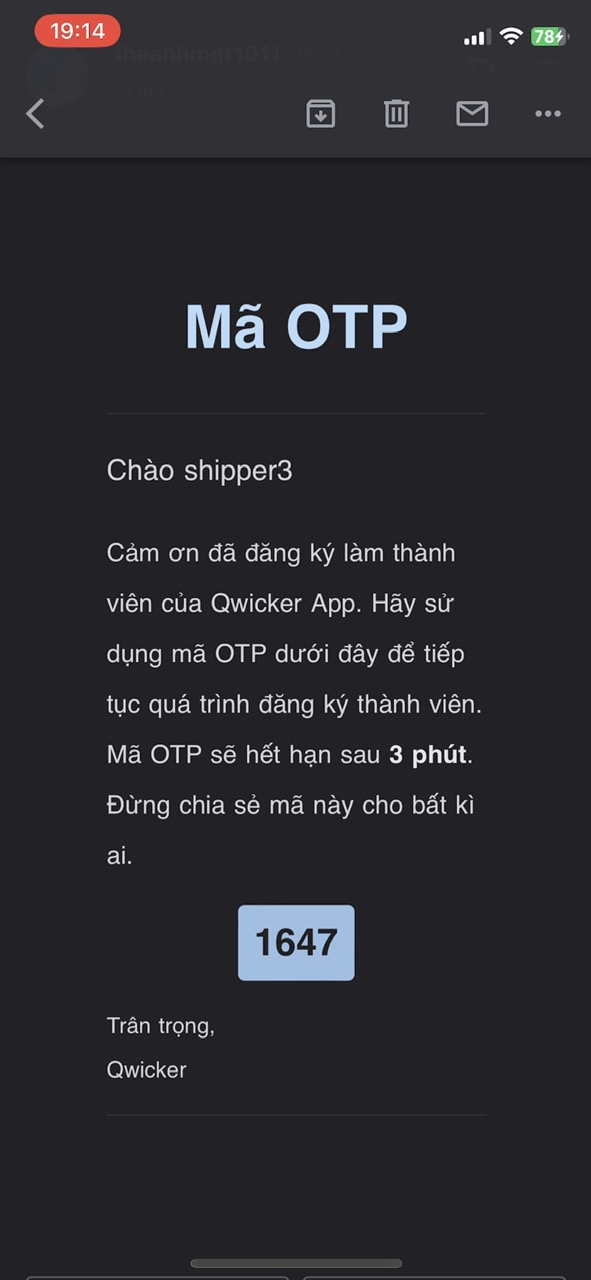 19:14
78
theanhmgt1011
Mã OTP
Chào shipper3
Cảm ơn đã đăng ký làm thành
viên của Qwicker App. Hãy sử
dụng mã OTP dưới đây để tiếp
tục quá trình đăng ký thành viên.
Mã OTP sẽ hết hạn sau 3 phút.
Đừng chia sẻ mã này cho bất kì
ai.
1647
Trân trọng,
Qwicker